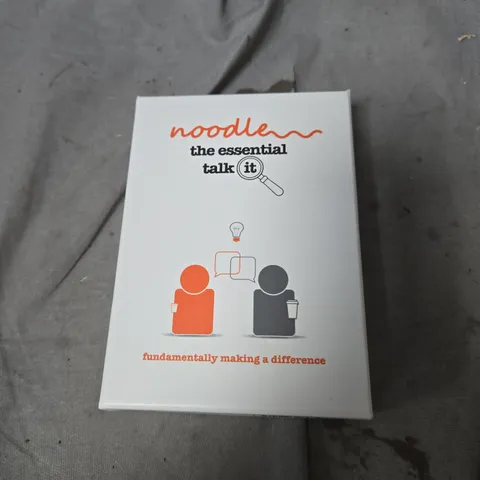 noodle
the essential
talk it
fundamentally making a difference